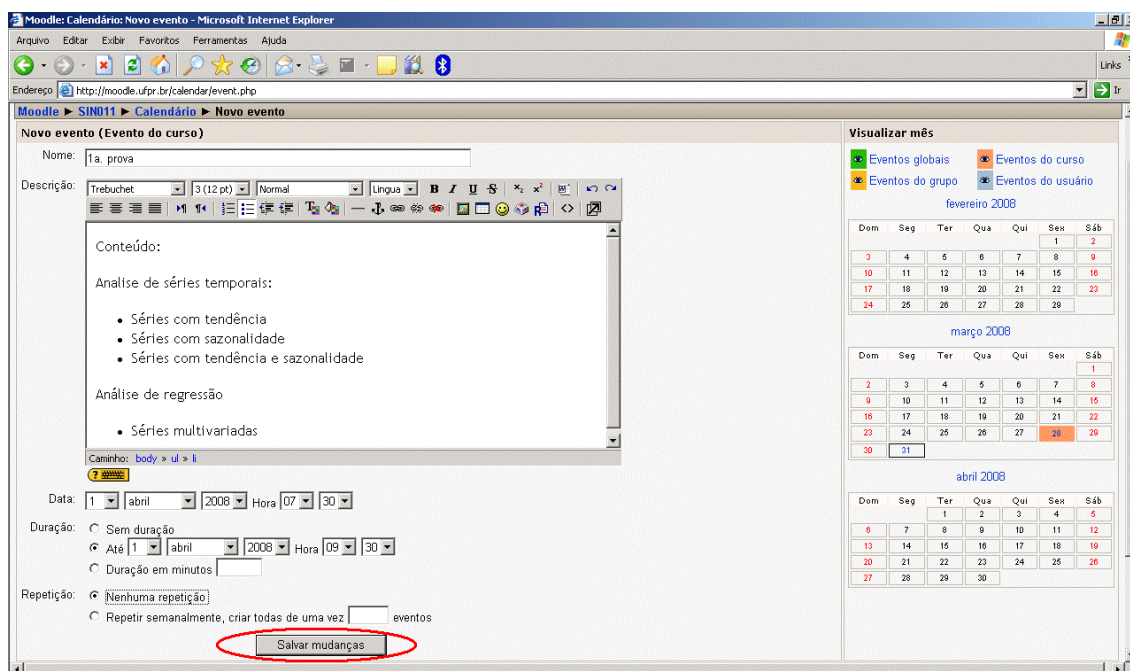 Moodle: Calendário: Novo evento - Microsoft Internet Explorer
Arquivo Editar Exibir Favoritos Ferramentas Ajuda
Links
Endereço http://moodle.ufpr.br/calendar/event.php Ir
Moodle ► SIN011 ► Calendário ► Novo evento
Novo evento (Evento do curso)
Nome: 1a. prova
Descrição: Trebuchet 3 (12 pt) Normal Lingua B I U S x₂ x²
Conteúdo:
Analise de séries temporais:
• Séries com tendência
• Séries com sazonalidade
• Séries com tendência e sazonalidade
Análise de regressão
• Séries multivariadas
Caminho: body » ul » li
?
Data: 1 abril 2008 Hora 07 30
Duração: Sem duração
Até 1 abril 2008 Hora 09 30
Duração em minutos
Repetição: Nenhuma repetição
Repetir semanalmente, criar todas de uma vez eventos
Salvar mudanças
Visualizar mês
Eventos globais Eventos do curso
Eventos do grupo Eventos do usuário
fevereiro 2008
Dom Seg Ter Qua Qui Sex Sáb
1 2
3 4 5 6 7 8 9
10 11 12 13 14 15 16
17 18 19 20 21 22 23
24 25 26 27 28 29
março 2008
Dom Seg Ter Qua Qui Sex Sáb
1
2 3 4 5 6 7 8
9 10 11 12 13 14 15
16 17 18 19 20 21 22
23 24 25 26 27 28 29
30 31
abril 2008
Dom Seg Ter Qua Qui Sex Sáb
1 2 3 4 5
6 7 8 9 10 11 12
13 14 15 16 17 18 19
20 21 22 23 24 25 26
27 28 29 30